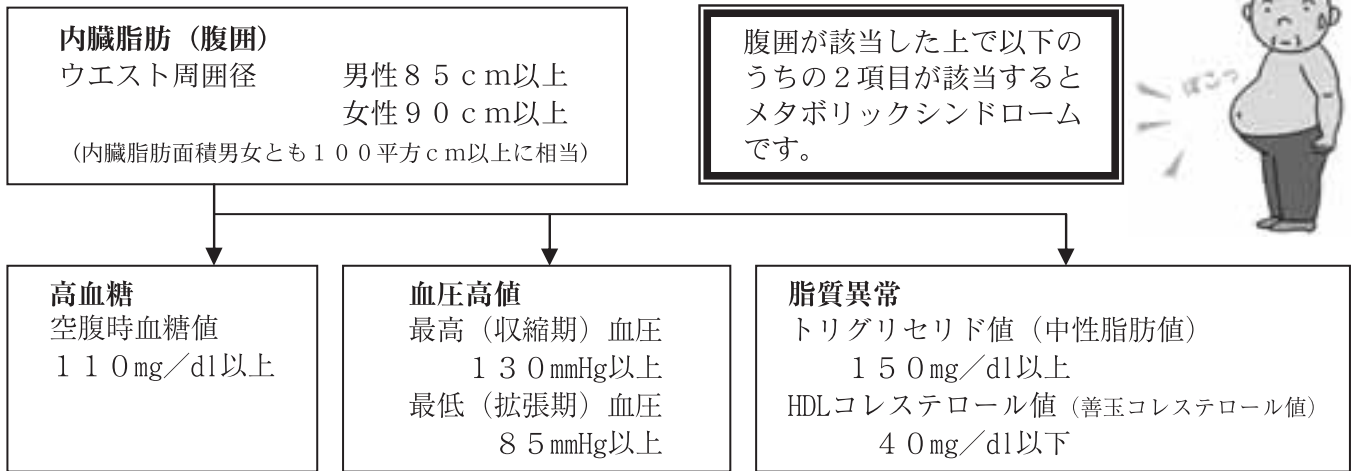 内臓脂肪（腹囲）
ウエスト周囲径　　男性８５ｃｍ以上
女性９０ｃｍ以上
（内臓脂肪面積男女とも１００平方ｃｍ以上に相当）
腹囲が該当した上で以下の
うちの２項目が該当すると
メタボリックシンドローム
です。
ぽこっ
高血糖
空腹時血糖値
１１０mg／dl以上
血圧高値
最高（収縮期）血圧
１３０mmHg以上
最低（拡張期）血圧
８５mmHg以上
脂質異常
トリグリセリド値（中性脂肪値）
１５０mg／dl以上
HDLコレステロール値（善玉コレステロール値）
４０mg／dl以下